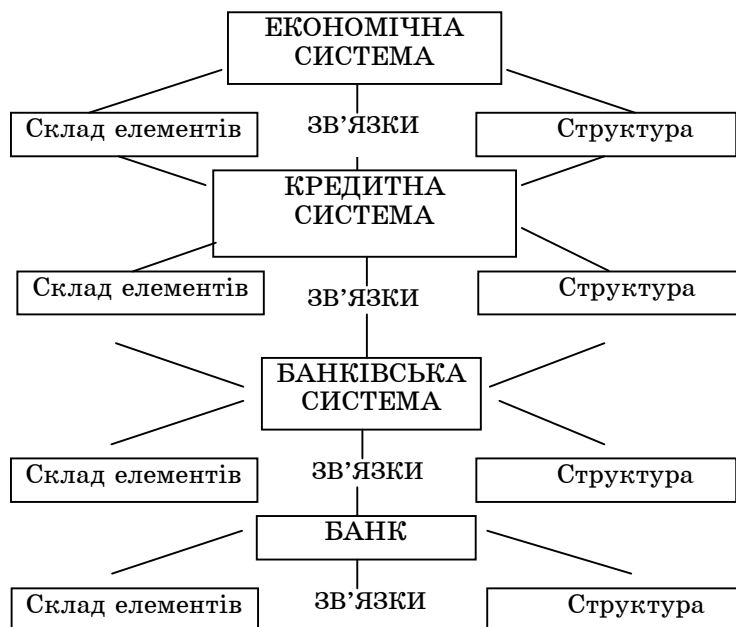 ЕКОНОМІЧНА
СИСТЕМА
Склад елементів
ЗВ’ЯЗКИ
Структура
КРЕДИТНА
СИСТЕМА
Склад елементів
ЗВ’ЯЗКИ
Структура
БАНКІВСЬКА
СИСТЕМА
Склад елементів
ЗВ’ЯЗКИ
Структура
БАНК
Склад елементів
ЗВ’ЯЗКИ
Структура